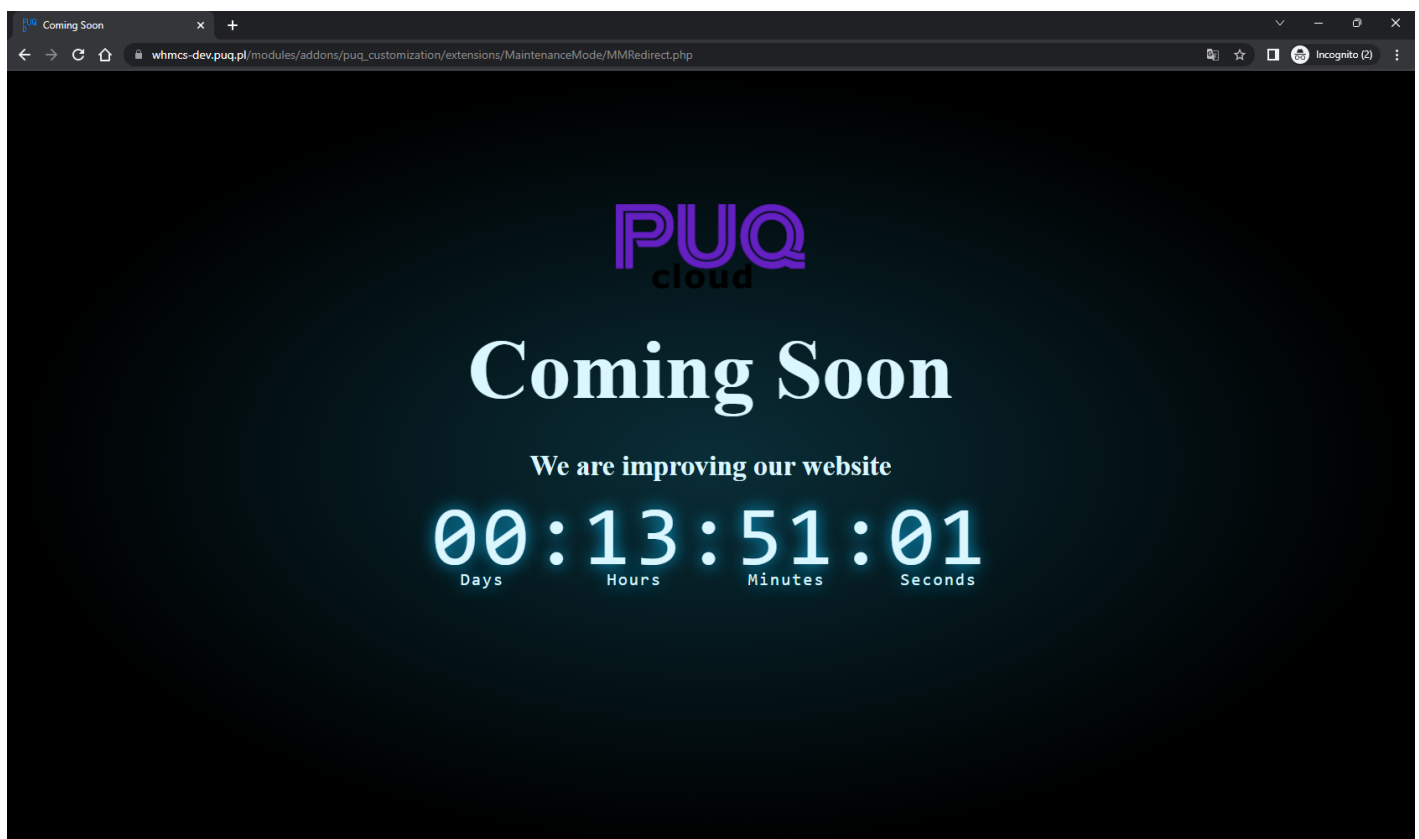 Coming Soon
whmcs-dev.puq.pl/modules/addons/puq_customization/extensions/MaintenanceMode/MMRedirect.php
Incognito (2)
PUQ
cloud
Coming Soon
We are improving our website
00:13:51:01
Days Hours Minutes Seconds